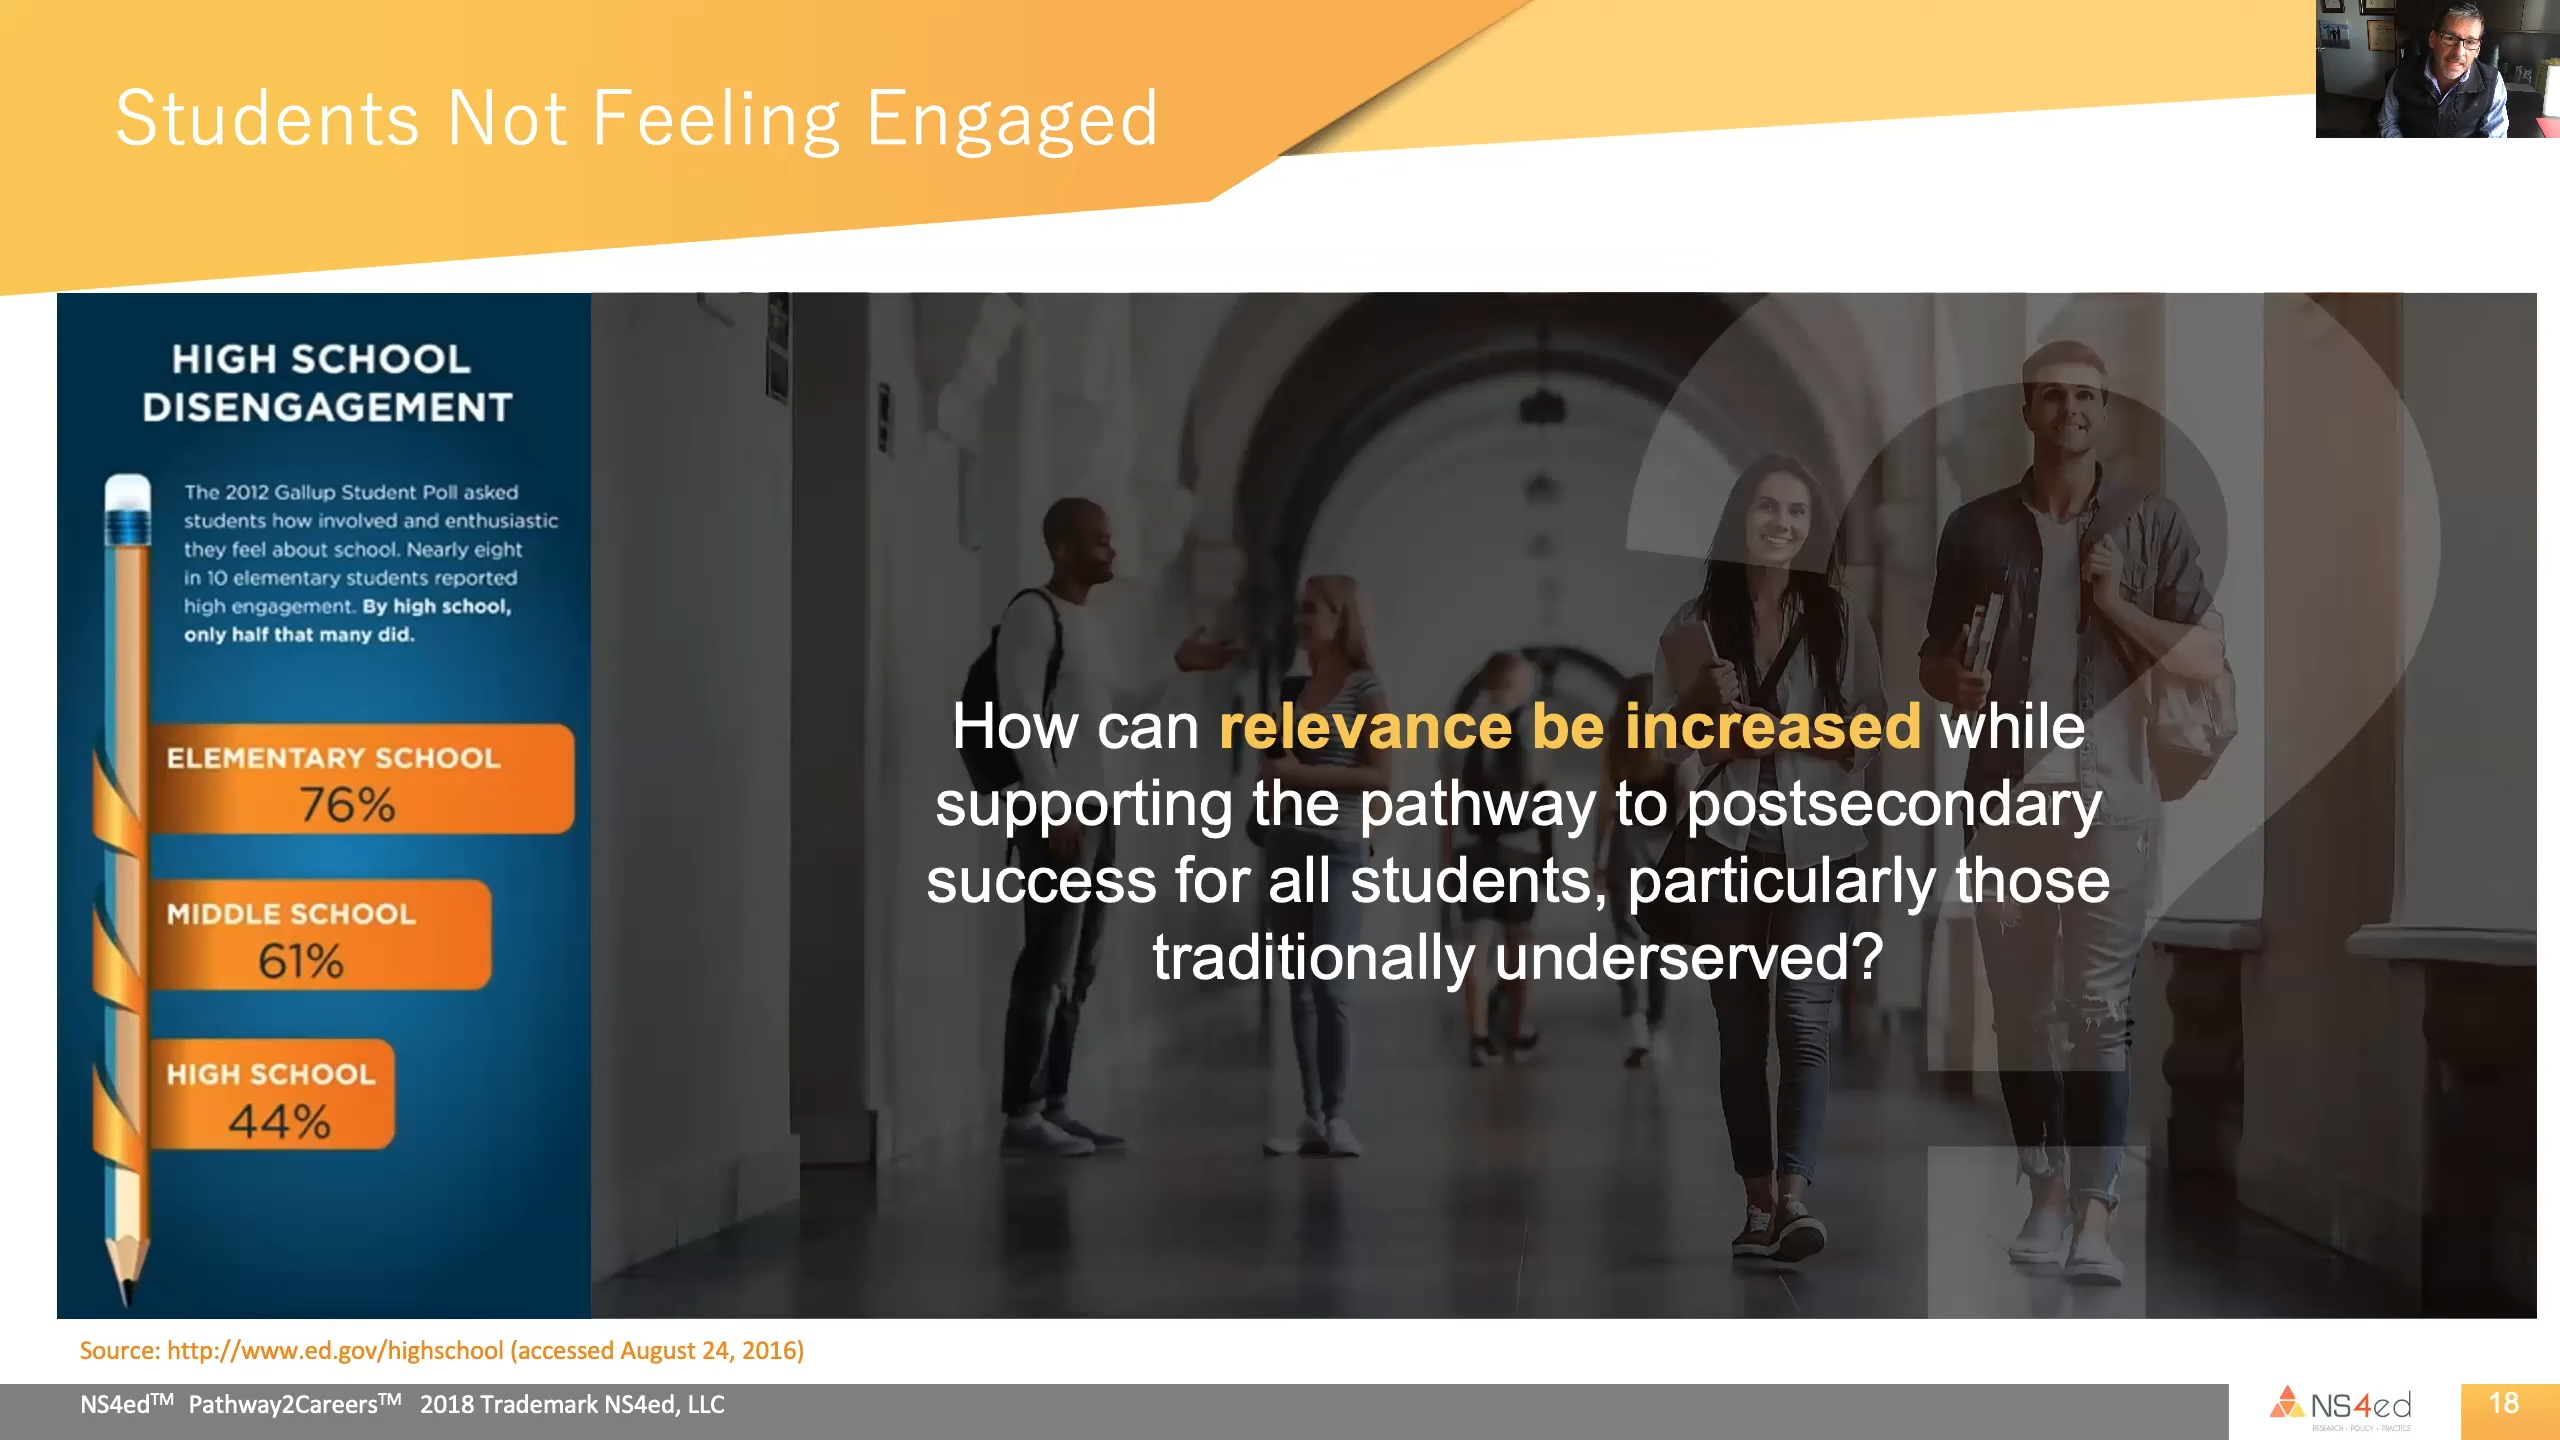 Students Not Feeling Engaged
HIGH SCHOOL
DISENGAGEMENT
The 2012 Gallup Student Poll asked
students how involved and enthusiastic
they feel about school. Nearly eight
in 10 elementary students reported
high engagement. By high school,
only half that many did.
ELEMENTARY SCHOOL
76%
MIDDLE SCHOOL
61%
HIGH SCHOOL
44%
How can relevance be increased while
supporting the pathway to postsecondary
success for all students, particularly those
traditionally underserved?
Source: http://www.ed.gov/highschool (accessed August 24, 2016)
NS4ed™ Pathway2Careers™ 2018 Trademark NS4ed, LLC
NS4ed
RESEARCH · POLICY · PRACTICE
18